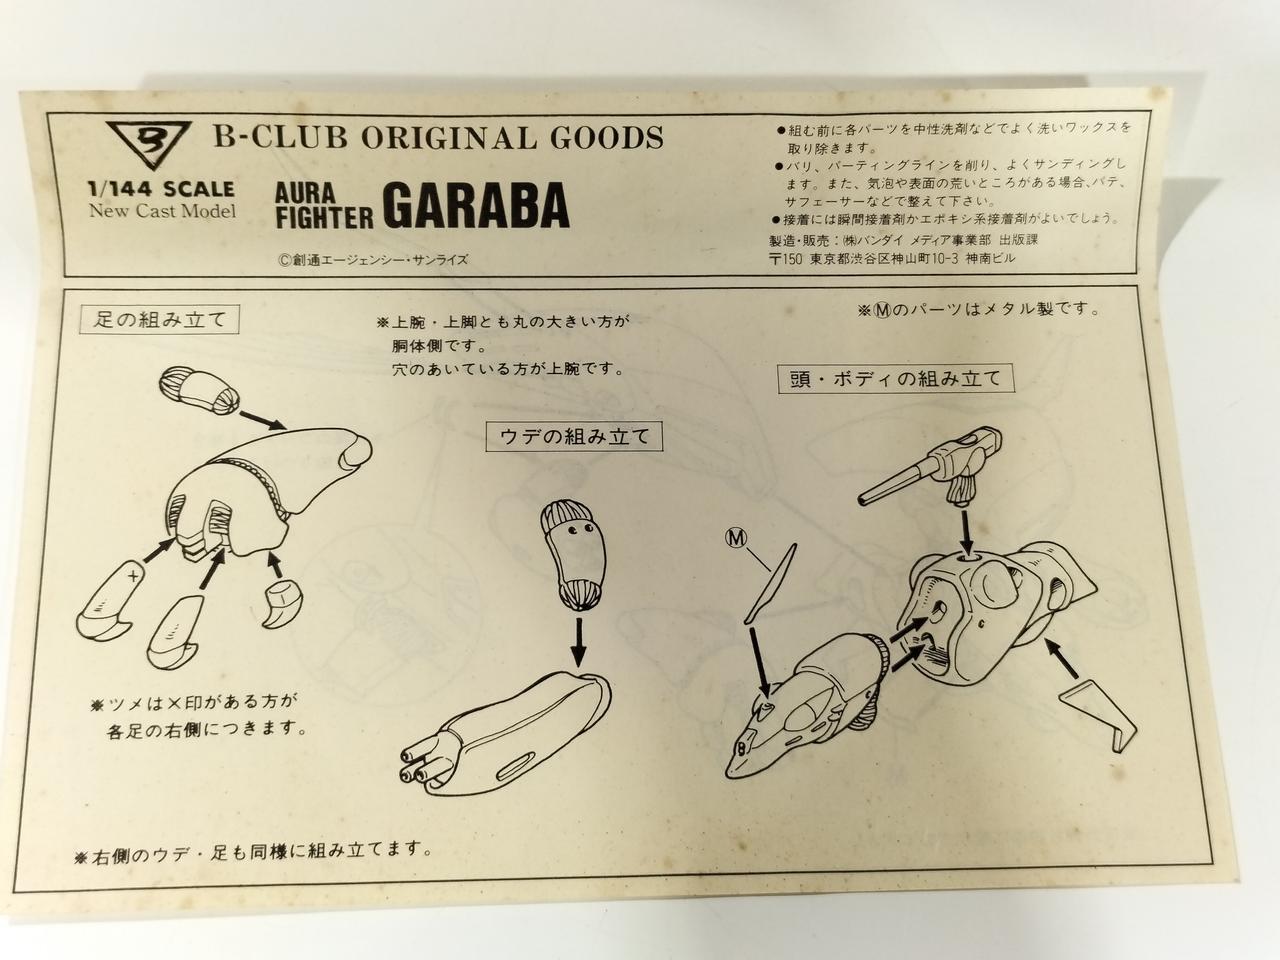 B-CLUB ORIGINAL GOODS
1/144 SCALE
New Cast Model
AURA
FIGHTER GARABA
©創通エージェンシー・サンライズ
●組む前に各パーツを中性洗剤などでよく洗いワックスを
取り除きます。
●バリ、パーティングラインを削り、よくサンディングし
ます。また、気泡や表面の荒いところがある場合、パテ、
サフェーサーなどで整えて下さい。
●接着には瞬間接着剤かエポキシ系接着剤がよいでしょう。
製造・販売：㈱バンダイ メディア事業部 出版課
〒150 東京都渋谷区神山町10-3 神南ビル
足の組み立て
※上腕・上脚とも丸の大きい方が
胴体側です。
穴のあいている方が上腕です。
※Ⓜのパーツはメタル製です。
頭・ボディの組み立て
ウデの組み立て
Ⓜ
※ツメは×印がある方が
各足の右側につきます。
※右側のウデ・足も同様に組み立てます。